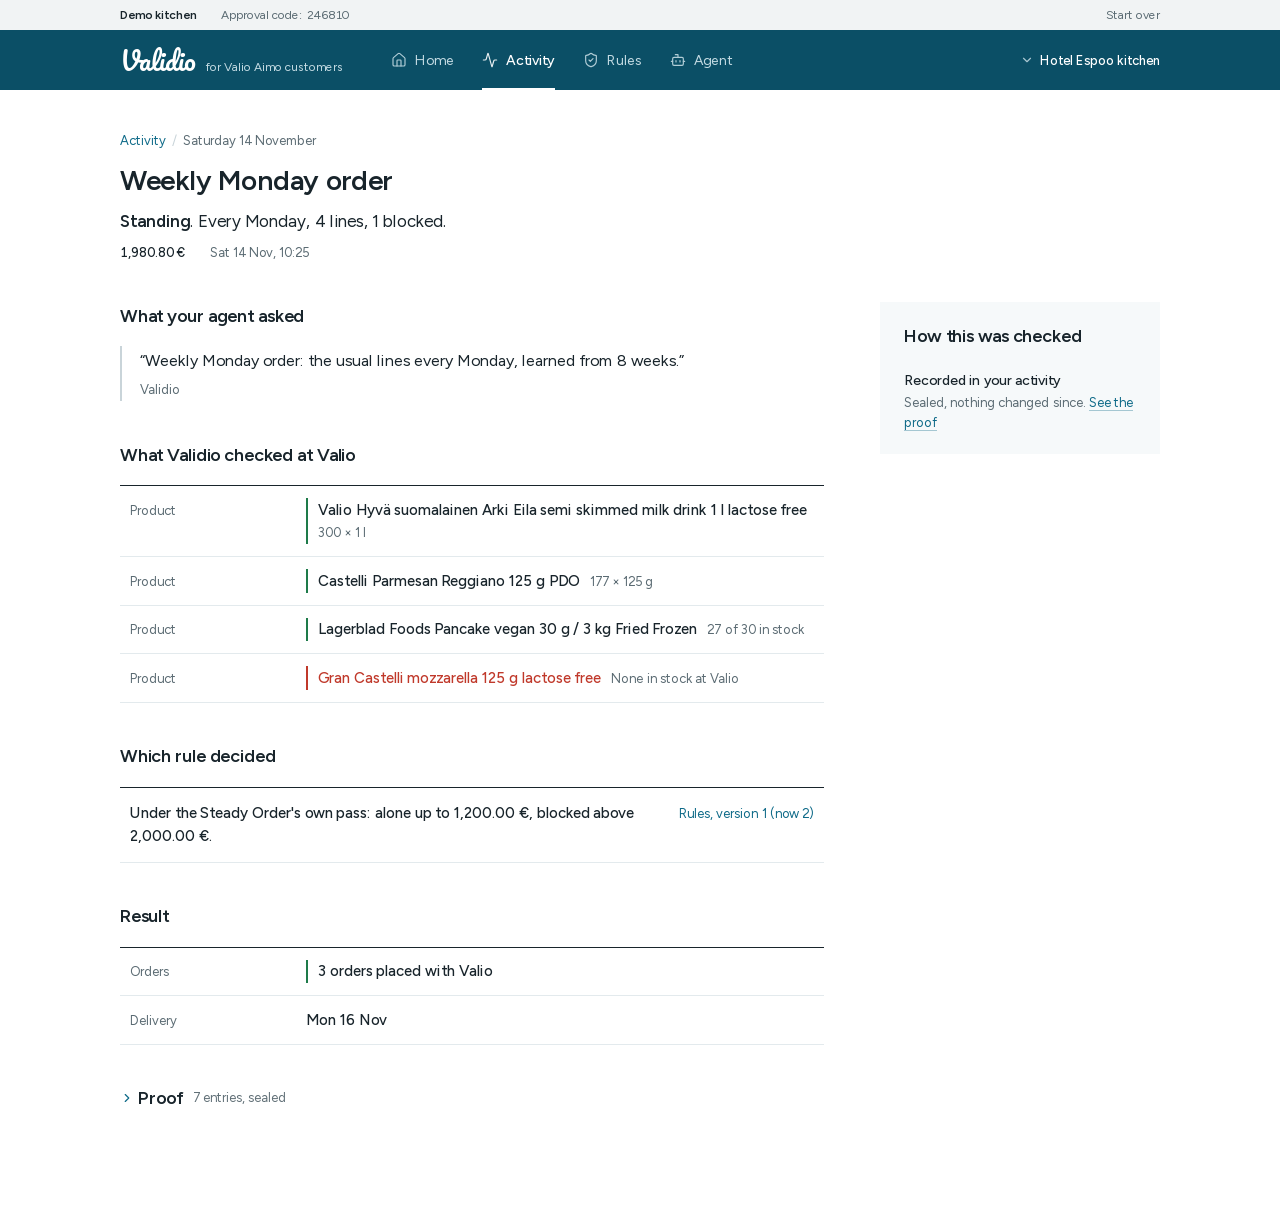 Demo kitchen Approval code: 246810 Start over
Validio for Valio Aimo customers Home Activity Rules Agent Hotel Espoo kitchen
Activity / Saturday 14 November
Weekly Monday order
Standing. Every Monday, 4 lines, 1 blocked.
1,980.80 € Sat 14 Nov, 10:25
What your agent asked
“Weekly Monday order: the usual lines every Monday, learned from 8 weeks.”
Validio
How this was checked
Recorded in your activity
Sealed, nothing changed since. See the
proof
What Validio checked at Valio
Product Valio Hyvä suomalainen Arki Eila semi skimmed milk drink 1 l lactose free
300 × 1 l
Product Castelli Parmesan Reggiano 125 g PDO 177 × 125 g
Product Lagerblad Foods Pancake vegan 30 g / 3 kg Fried Frozen 27 of 30 in stock
Product Gran Castelli mozzarella 125 g lactose free None in stock at Valio
Which rule decided
Under the Steady Order's own pass: alone up to 1,200.00 €, blocked above Rules, version 1 (now 2)
2,000.00 €.
Result
Orders 3 orders placed with Valio
Delivery Mon 16 Nov
Proof 7 entries, sealed